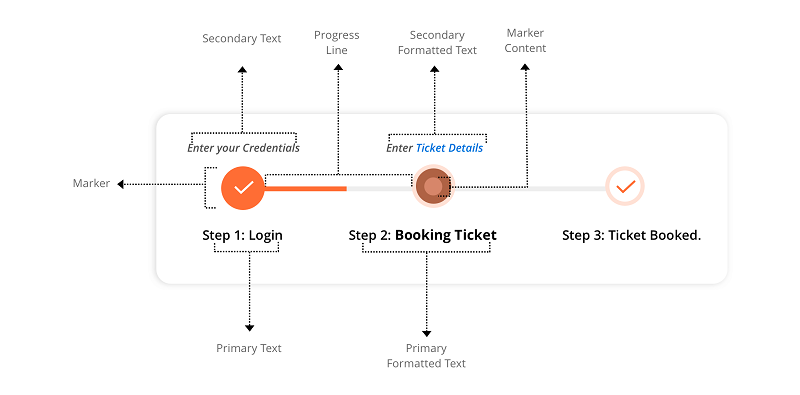 Secondary Text
Progress
Line
Secondary
Formatted Text
Marker
Content
Enter your Credentials
Enter Ticket Details
Marker
Step 1: Login
Step 2: Booking Ticket
Step 3: Ticket Booked.
Primary Text
Primary
Formatted Text